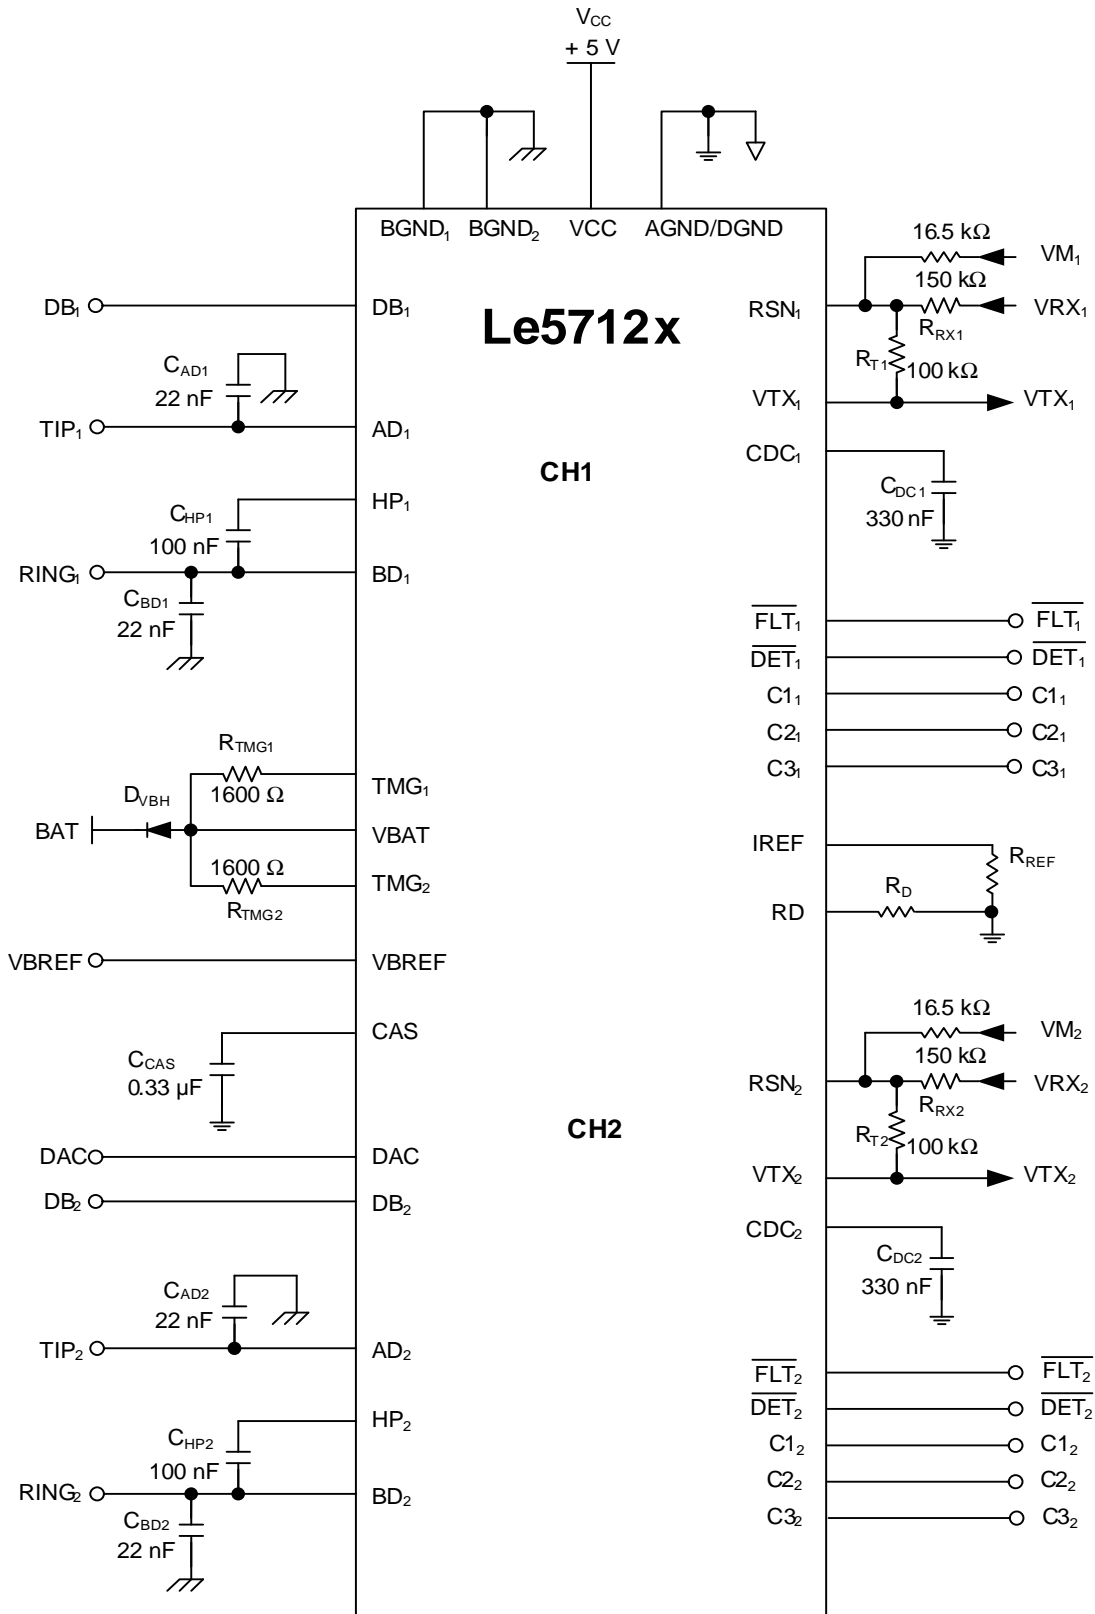 VCC
+ 5 V
BGND1 BGND2 VCC AGND/DGND
Le5712x
CH1
CH2
DB1 DB1
CAD1
22 nF
TIP1 AD1
HP1
CHP1
100 nF
RING1 BD1
CBD1
22 nF
RTMG1
1600 Ω
TMG1
DVBH
BAT VBAT
1600 Ω
TMG2
RTMG2
VBREF VBREF
CAS
CCAS
0.33 µF
DAC DAC
DB2 DB2
CAD2
22 nF
TIP2 AD2
HP2
CHP2
100 nF
RING2 BD2
CBD2
22 nF
16.5 kΩ
VM1
150 kΩ
RSN1 VRX1
RRX1
RT1
100 kΩ
VTX1 VTX1
CDC1
CDC1
330 nF
FLT1 FLT1
DET1 DET1
C11 C11
C21 C21
C31 C31
IREF
RREF
RD
RD
16.5 kΩ
VM2
150 kΩ
RSN2 VRX2
RRX2
RT2
100 kΩ
VTX2 VTX2
CDC2
CDC2
330 nF
FLT2 FLT2
DET2 DET2
C12 C12
C22 C22
C32 C32